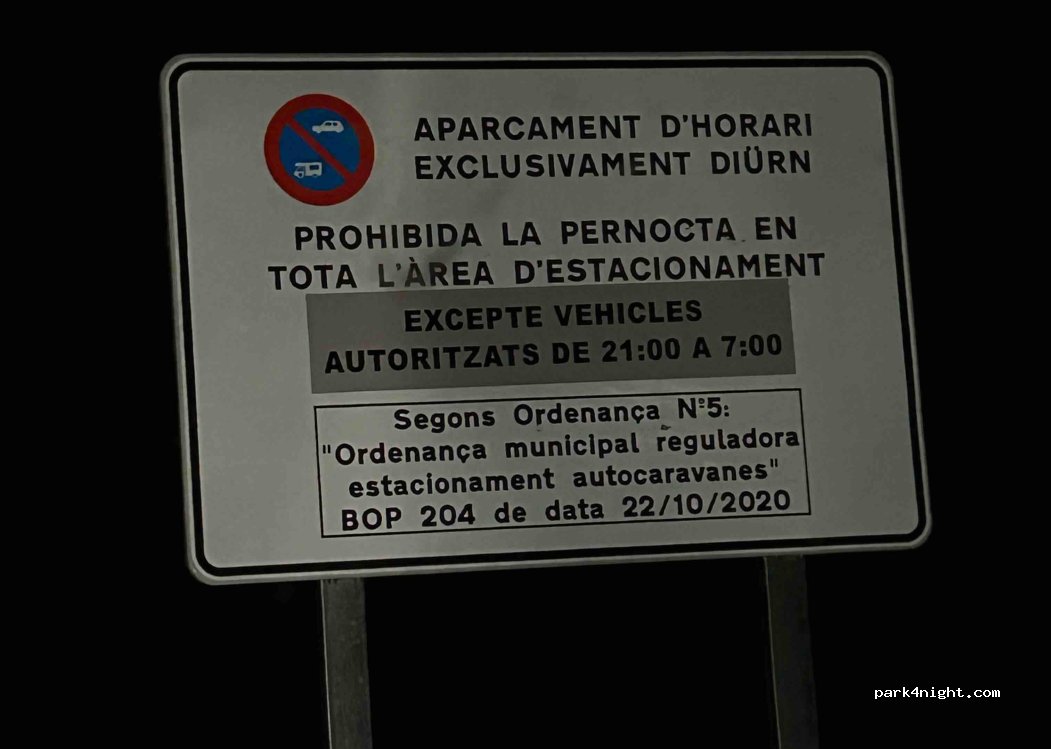 APARCAMENT D'HORARI
EXCLUSIVAMENT DIÜRN
PROHIBIDA LA PERNOCTA EN
TOTA L'ÀREA D'ESTACIONAMENT
EXCEPTE VEHICLES
AUTORITZATS DE 21:00 A 7:00
Segons Ordenança Nº5:
"Ordenança municipal reguladora
estacionament autocaravanes"
BOP 204 de data 22/10/2020
park4night.com